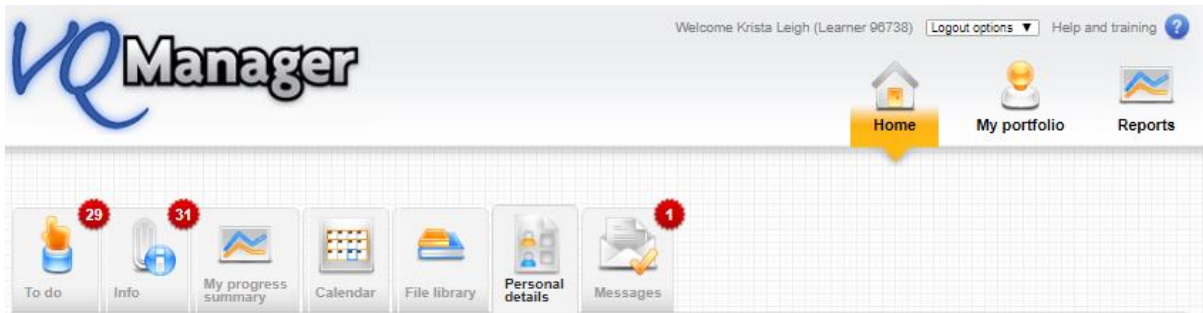 VQManager
Welcome Krista Leigh (Learner 96738) Logout options ▼ Help and training ?
Home My portfolio Reports
29 31 1
To do Info My progress summary Calendar File library Personal details Messages